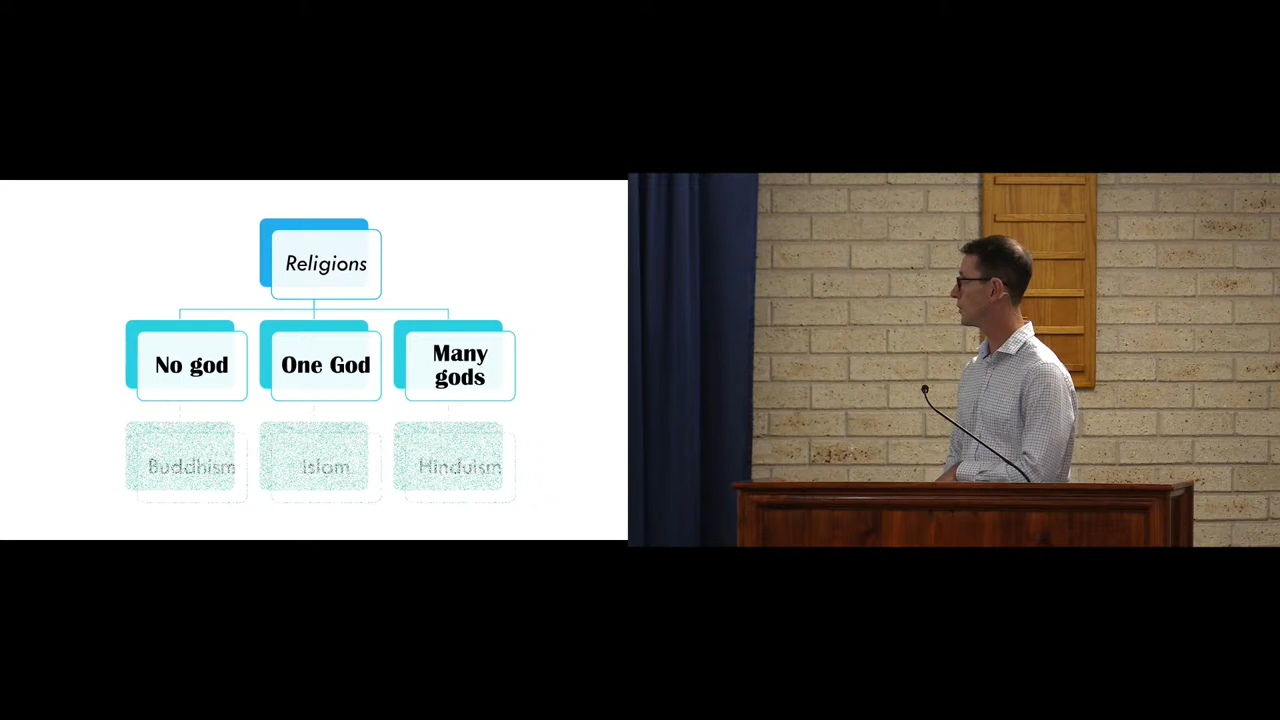 Religions
No god
One God
Many
gods
Buddhism
Islam
Hinduism